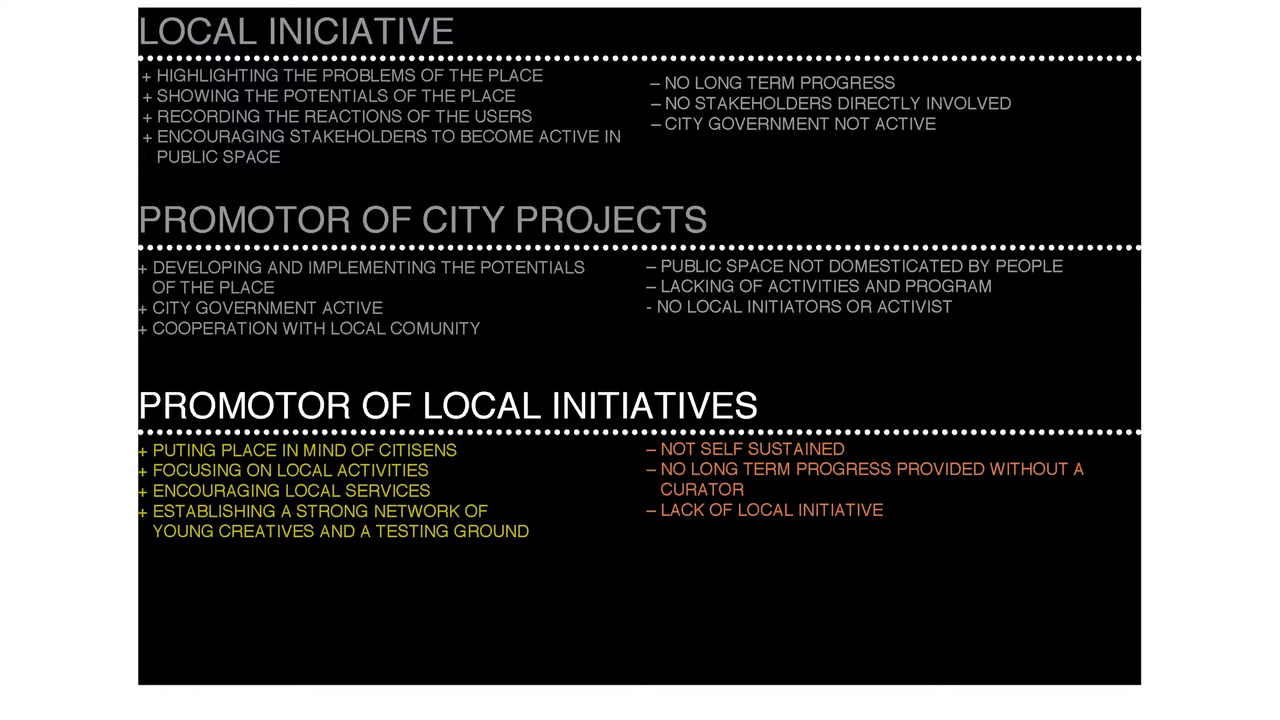 LOCAL INICIATIVE
+ HIGHLIGHTING THE PROBLEMS OF THE PLACE
+ SHOWING THE POTENTIALS OF THE PLACE
+ RECORDING THE REACTIONS OF THE USERS
+ ENCOURAGING STAKEHOLDERS TO BECOME ACTIVE IN
PUBLIC SPACE
– NO LONG TERM PROGRESS
– NO STAKEHOLDERS DIRECTLY INVOLVED
– CITY GOVERNMENT NOT ACTIVE
PROMOTOR OF CITY PROJECTS
+ DEVELOPING AND IMPLEMENTING THE POTENTIALS
OF THE PLACE
+ CITY GOVERNMENT ACTIVE
+ COOPERATION WITH LOCAL COMUNITY
– PUBLIC SPACE NOT DOMESTICATED BY PEOPLE
– LACKING OF ACTIVITIES AND PROGRAM
- NO LOCAL INITIATORS OR ACTIVIST
PROMOTOR OF LOCAL INITIATIVES
+ PUTING PLACE IN MIND OF CITISENS
+ FOCUSING ON LOCAL ACTIVITIES
+ ENCOURAGING LOCAL SERVICES
+ ESTABLISHING A STRONG NETWORK OF
YOUNG CREATIVES AND A TESTING GROUND
– NOT SELF SUSTAINED
– NO LONG TERM PROGRESS PROVIDED WITHOUT A
CURATOR
– LACK OF LOCAL INITIATIVE